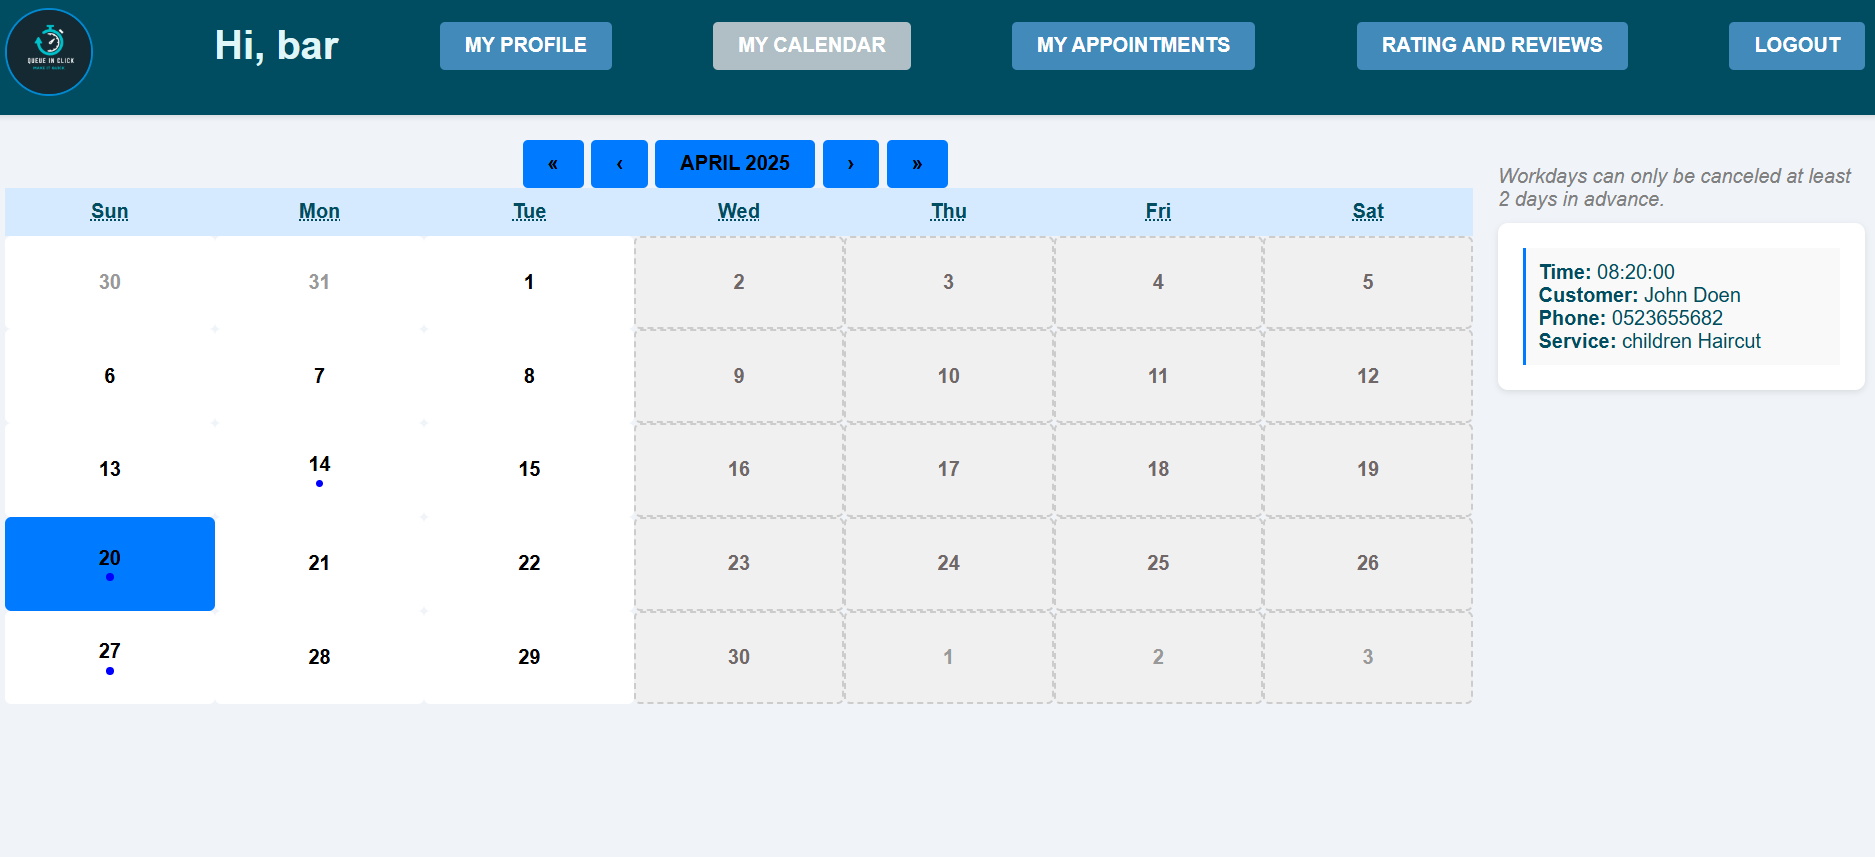 QUEUE IN CLICK
Hi, bar
MY PROFILE
MY CALENDAR
MY APPOINTMENTS
RATING AND REVIEWS
LOGOUT
« ‹ APRIL 2025 › »
Sun Mon Tue Wed Thu Fri Sat
30 31 1 2 3 4 5
6 7 8 9 10 11 12
13 14 15 16 17 18 19
20 21 22 23 24 25 26
27 28 29 30 1 2 3
Workdays can only be canceled at least
2 days in advance.
Time: 08:20:00
Customer: John Doen
Phone: 0523655682
Service: children Haircut